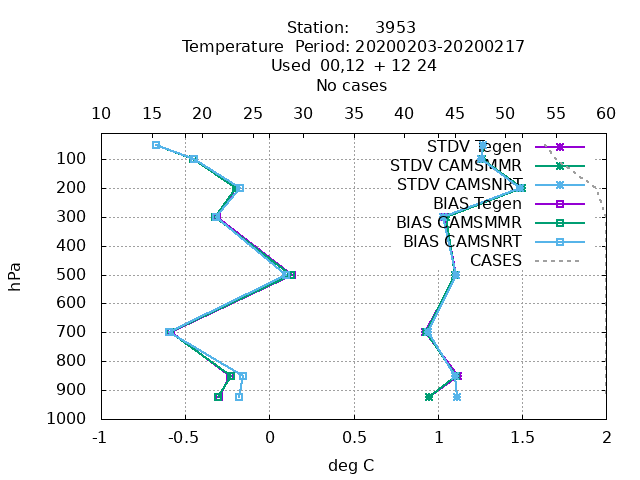 Station: 3953
Temperature Period: 20200203-20200217
Used 00,12 + 12 24
No cases
10 15 20 25 30 35 40 45 50 55 60
STDV Tegen
STDV CAMSMMR
STDV CAMSNRT
BIAS Tegen
BIAS CAMSMMR
BIAS CAMSNRT
CASES
hPa
100
200
300
400
500
600
700
800
900
1000
-1 -0.5 0 0.5 1 1.5 2
deg C